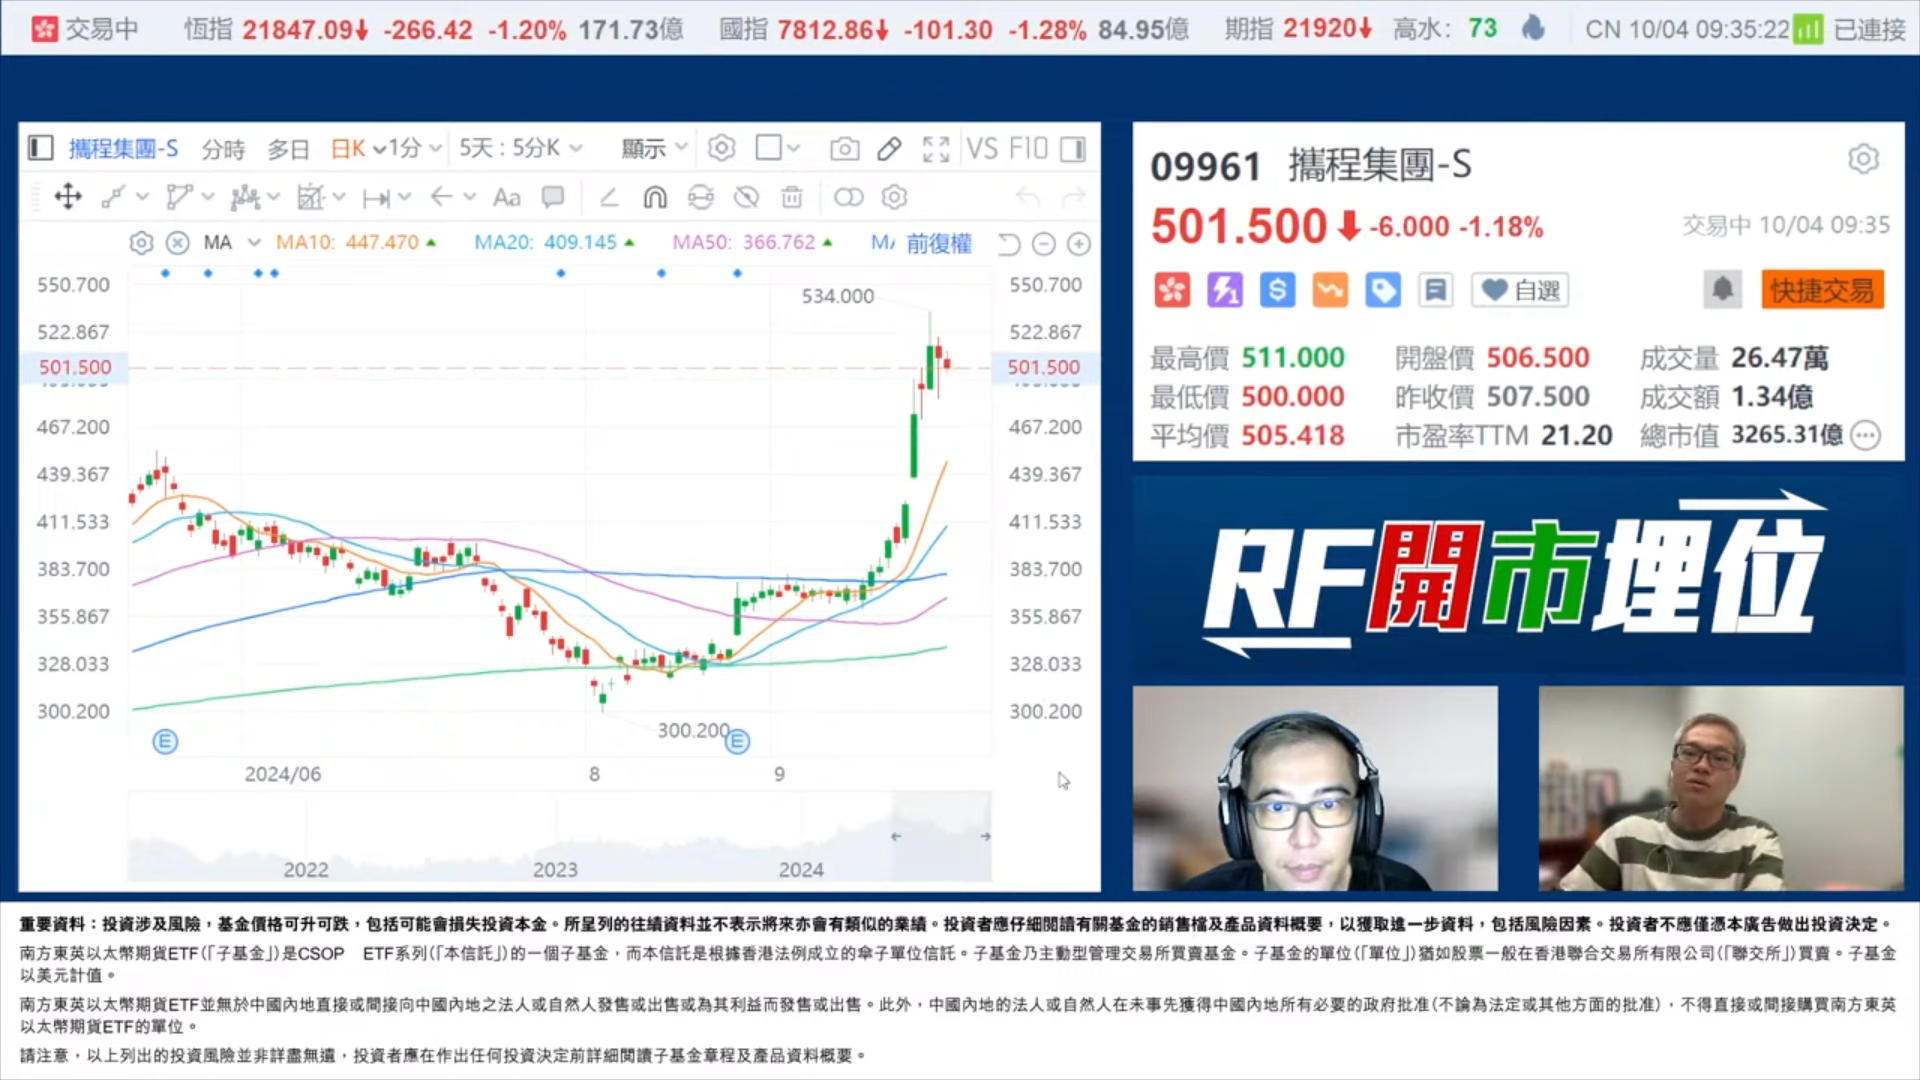 交易中 恆指 21847.09 -266.42 -1.20% 171.73億 國指 7812.86 -101.30 -1.28% 84.95億 期指 21920 高水: 73 CN 10/04 09:35:22 已連接
攜程集團-S 分時 多日 日K 1分 5天 : 5分K 顯示 VS F10
Aa
MA MA10: 447.470 MA20: 409.145 MA50: 366.762 前復權
550.700 550.700
534.000
522.867 522.867
501.500 501.500
467.200 467.200
439.367 439.367
411.533 411.533
383.700 383.700
355.867 355.867
328.033 328.033
300.200 300.200
300.200
E E
2024/06 8 9
2022 2023 2024
09961 攜程集團-S
501.500 -6.000 -1.18% 交易中 10/04 09:35
自選 快捷交易
最高價 511.000 開盤價 506.500 成交量 26.47萬
最低價 500.000 昨收價 507.500 成交額 1.34億
平均價 505.418 市盈率TTM 21.20 總市值 3265.31億
RF開市埋位
重要資料：投資涉及風險，基金價格可升可跌，包括可能會損失投資本金。所呈列的往績資料並不表示將來亦會有類似的業績。投資者應仔細閱讀有關基金的銷售檔及產品資料概要，以獲取進一步資料，包括風險因素。投資者不應僅憑本廣告做出投資決定。
南方東英以太幣期貨ETF(「子基金」)是CSOP ETF系列(「本信託」)的一個子基金，而本信託是根據香港法例成立的傘子單位信託。子基金乃主動型管理交易所買賣基金。子基金的單位(「單位」)猶如股票一般在香港聯合交易所有限公司(「聯交所」)買賣。子基金
以美元計值。
南方東英以太幣期貨ETF並無於中國內地直接或間接向中國內地之法人或自然人發售或出售或為其利益而發售或出售。此外，中國內地的法人或自然人在未事先獲得中國內地所有必要的政府批准(不論為法定或其他方面的批准)，不得直接或間接購買南方東英
以太幣期貨ETF的單位。
請注意，以上列出的投資風險並非詳盡無遺，投資者應在作出任何投資決定前詳細閱讀子基金章程及產品資料概要。